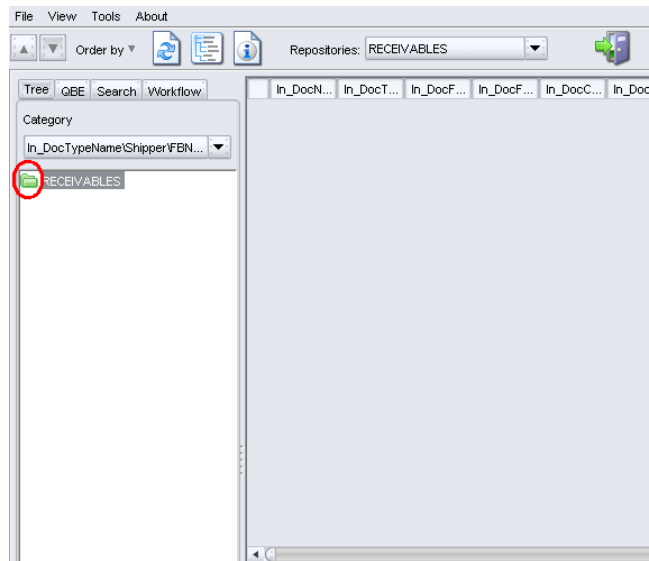 File View Tools About
Order by Repositories: RECEIVABLES
Tree QBE Search Workflow
In_DocN... In_DocT... In_DocF... In_DocF... In_DocC... In_Doc
Category
In_DocTypeName\Shipper\FBN...
RECEIVABLES